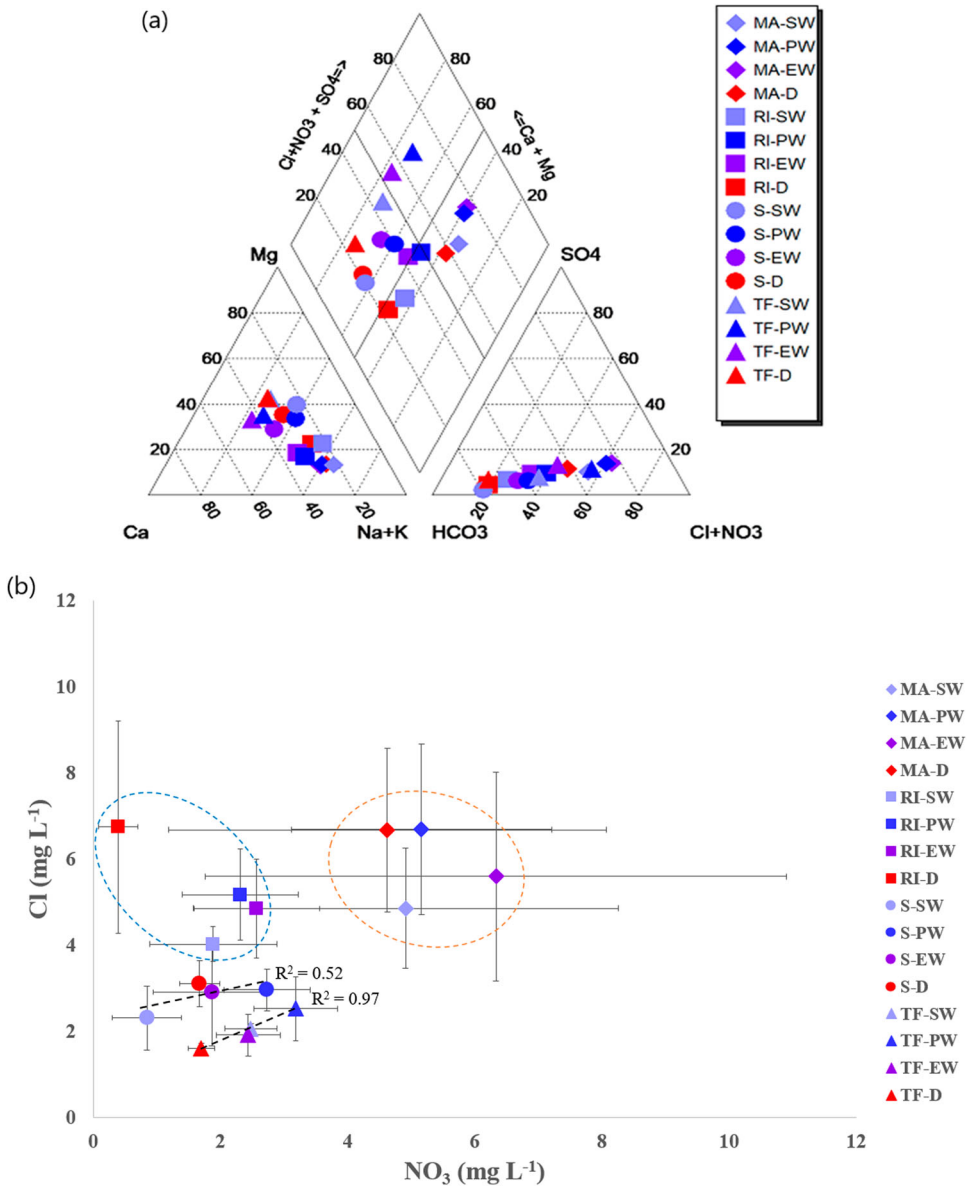 (a)
80
80
60
60
40
40
20
20
Cl+NO3 + SO4=>
<=Ca + Mg
Mg
SO4
80
80
60
60
40
40
20
20
80
60
40
20
20
40
60
80
Ca
Na+K
HCO3
Cl+NO3
MA-SW
MA-PW
MA-EW
MA-D
RI-SW
RI-PW
RI-EW
RI-D
S-SW
S-PW
S-EW
S-D
TF-SW
TF-PW
TF-EW
TF-D
(b)
12
10
8
6
4
2
0
Cl (mg L⁻¹)
R² = 0.52
R² = 0.97
0 2 4 6 8 10 12
NO₃ (mg L⁻¹)
MA-SW
MA-PW
MA-EW
MA-D
RI-SW
RI-PW
RI-EW
RI-D
S-SW
S-PW
S-EW
S-D
TF-SW
TF-PW
TF-EW
TF-D